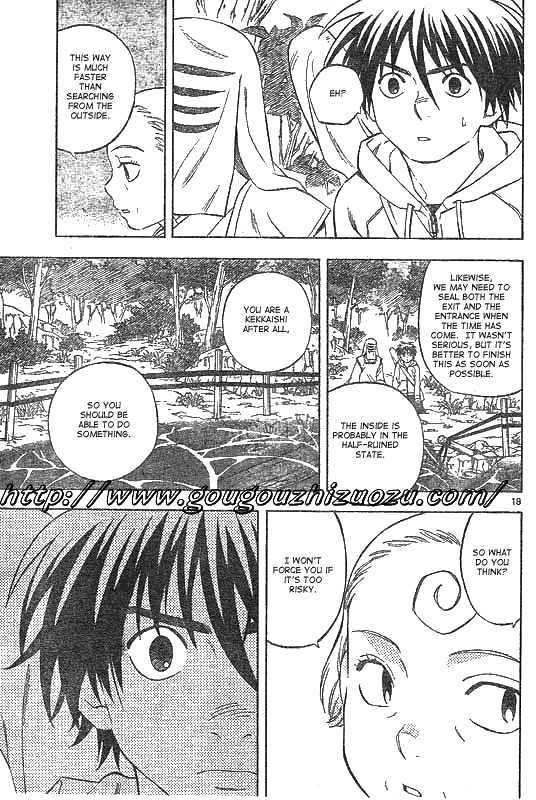 EH?
THIS WAY
IS MUCH
FASTER
THAN
SEARCHING
FROM THE
OUTSIDE.
LIKEWISE,
WE MAY NEED TO
SEAL BOTH THE
EXIT AND THE
ENTRANCE WHEN
THE TIME HAS
COME. IT WASN'T
SERIOUS, BUT IT'S
BETTER TO FINISH
THIS AS SOON AS
POSSIBLE.
THE INSIDE IS
PROBABLY IN THE
HALF-RUINED
STATE.
YOU ARE A
KEKKAISHI
AFTER ALL,
SO YOU
SHOULD BE
ABLE TO DO
SOMETHING.
http://www.gougouzhizuozu.com/
18
SO WHAT
DO YOU
THINK?
I WON'T
FORCE YOU IF
IT'S TOO
RISKY.